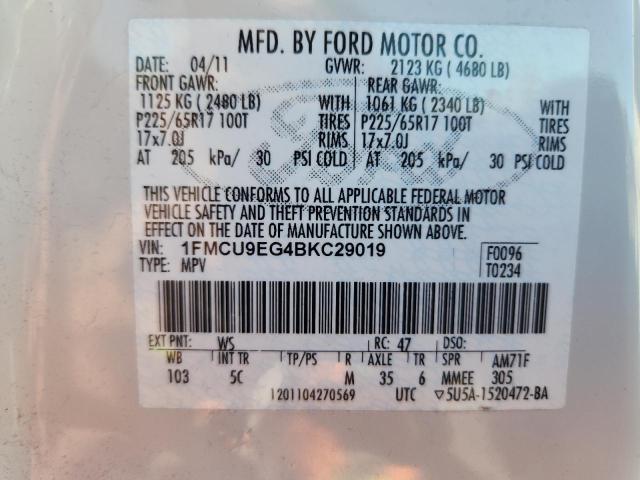 MFD. BY FORD MOTOR CO.
DATE: 04/11 GVWR: 2123 KG ( 4680 LB)
FRONT GAWR: REAR GAWR:
1125 KG ( 2480 LB) WITH 1061 KG ( 2340 LB) WITH
P225/65R17 100T TIRES P225/65R17 100T TIRES
17x7.0J RIMS 17x7.0J RIMS
AT 205 kPa/ 30 PSI COLD AT 205 kPa/ 30 PSI COLD
THIS VEHICLE CONFORMS TO ALL APPLICABLE FEDERAL MOTOR
VEHICLE SAFETY AND THEFT PREVENTION STANDARDS IN
EFFECT ON THE DATE OF MANUFACTURE SHOWN ABOVE.
VIN: 1FMCU9EG4BKC29019 F0096
TYPE: MPV T0234
EXT PNT: WS RC: 47 DSO:
WB INT TR TP/PS R AXLE TR SPR AM71F
103 5C M 35 6 MMEE 305
1201104270569 UTC ▽5U5A-1520472-BA